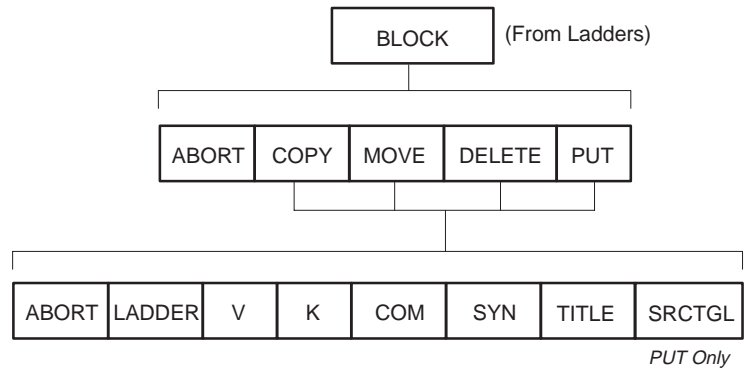 BLOCK (From Ladders)
ABORT COPY MOVE DELETE PUT
ABORT LADDER V K COM SYN TITLE SRCTGL
PUT Only